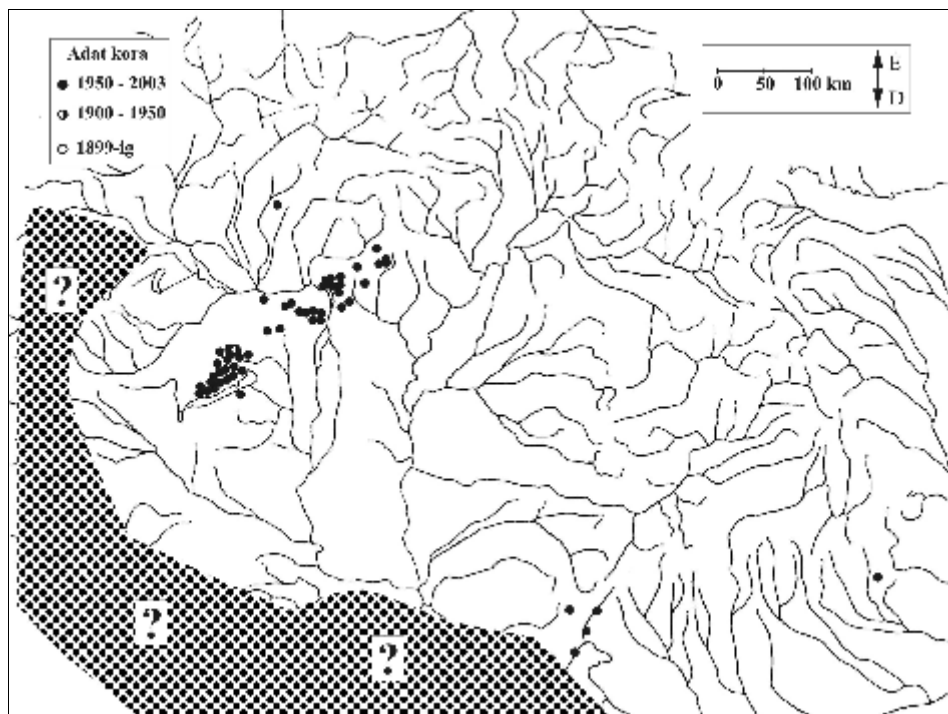 Adat kora
1950 - 2003
1900 - 1950
1899-ig
É
0 50 100 km
D
?
?
?